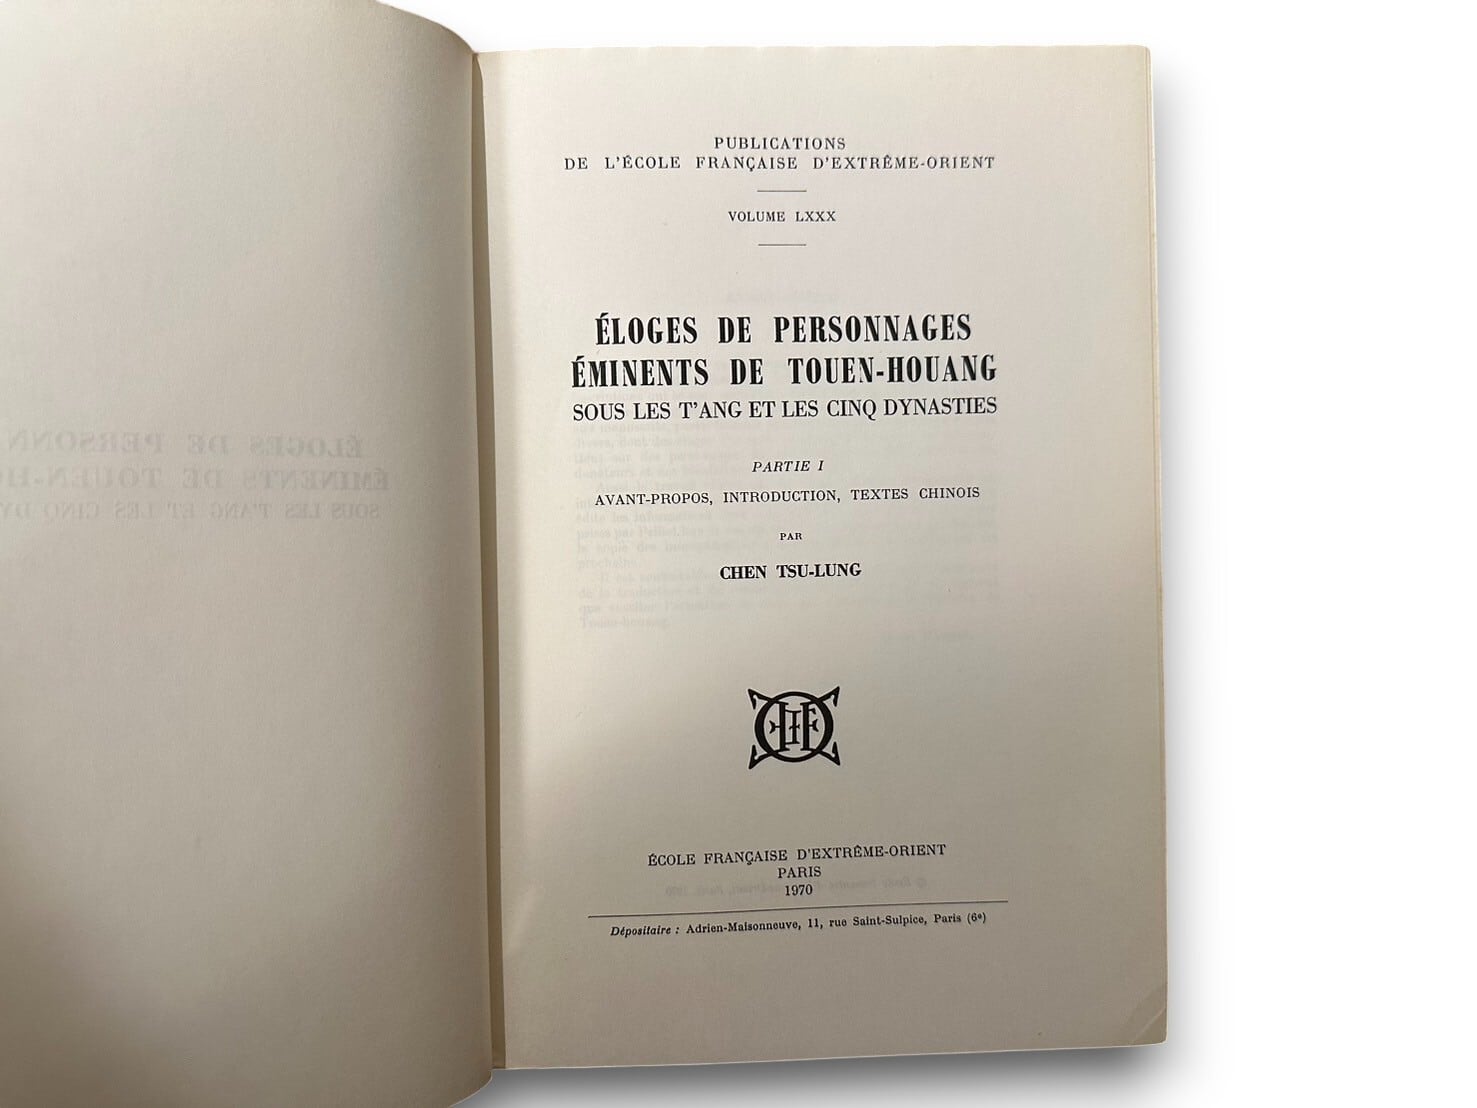 PUBLICATIONS
DE L'ÉCOLE FRANÇAISE D'EXTRÊME-ORIENT
VOLUME LXXX
ÉLOGES DE PERSONNAGES
ÉMINENTS DE TOUEN-HOUANG
SOUS LES T'ANG ET LES CINQ DYNASTIES
PARTIE I
AVANT-PROPOS, INTRODUCTION, TEXTES CHINOIS
PAR
CHEN TSU-LUNG
ÉCOLE FRANÇAISE D'EXTRÊME-ORIENT
PARIS
1970
Dépositaire : Adrien-Maisonneuve, 11, rue Saint-Sulpice, Paris (6e)